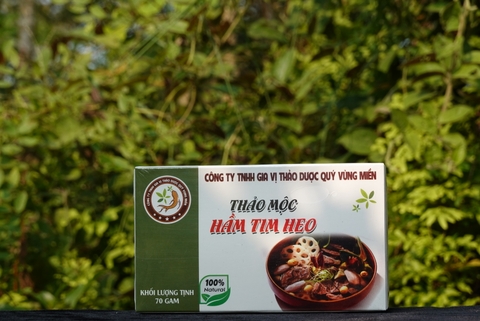 CÔNG TY TNHH GIA VỊ THẢO DƯỢC QUÝ VÙNG MIỀN
THẢO MỘC
HẦM TIM HEO
100%
Natural
KHỐI LƯỢNG TỊNH
70 GAM